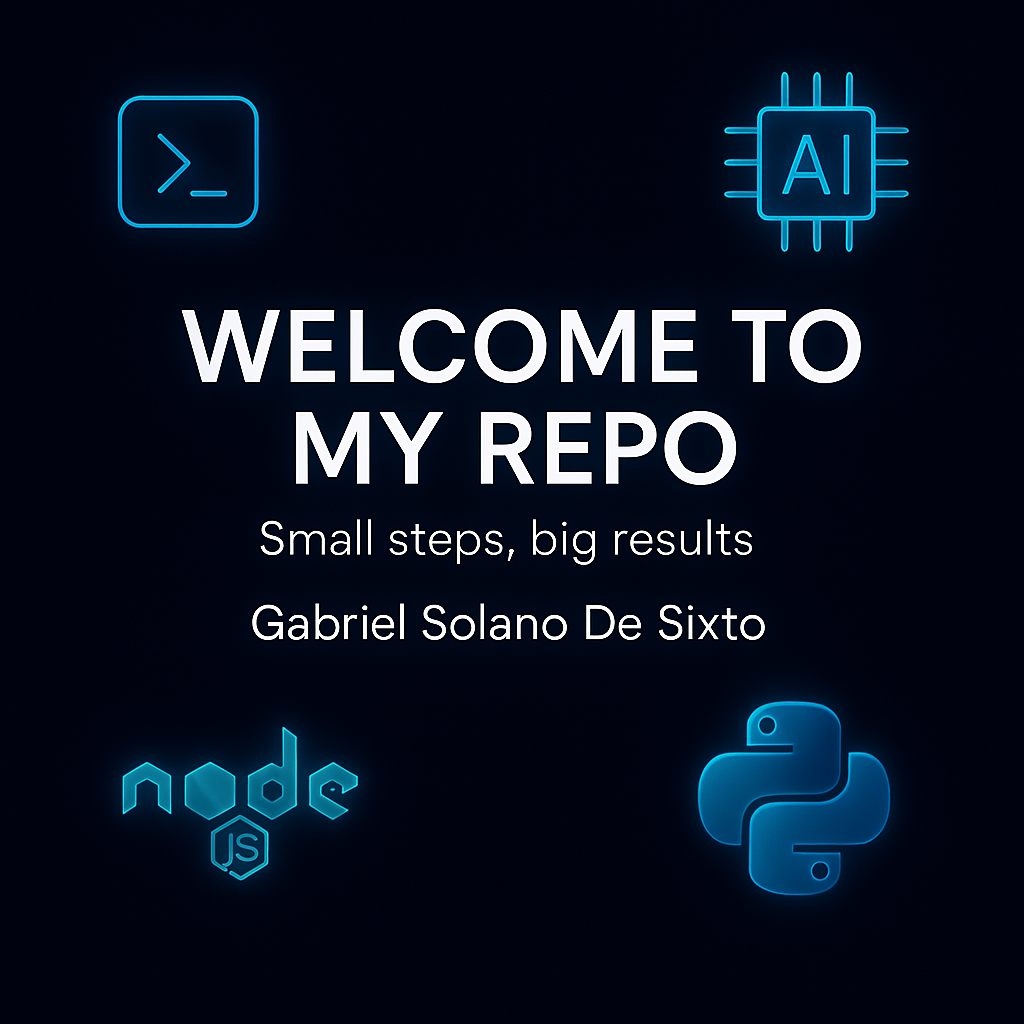 >_
AI
WELCOME TO
MY REPO
Small steps, big results
Gabriel Solano De Sixto
node
JS